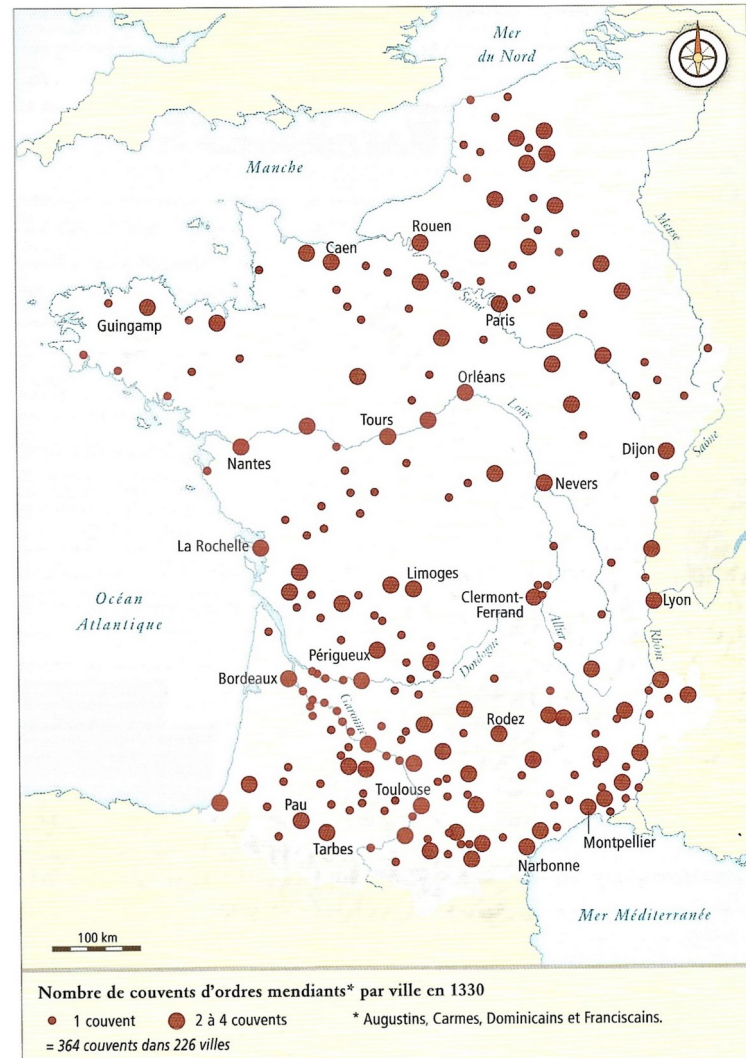 Mer
du Nord
Manche
Meuse
Rouen
Caen
Seine
Paris
Guingamp
Orléans
Loire
Tours
Nantes
Dijon
Saône
Nevers
La Rochelle
Limoges
Clermont-
Ferrand
Lyon
Océan
Atlantique
Allier
Rhône
Périgueux
Dordogne
Bordeaux
Garonne
Rodez
Toulouse
Pau
Tarbes
Montpellier
Narbonne
Mer Méditerranée
100 km
Nombre de couvents d'ordres mendiants* par ville en 1330
1 couvent 2 à 4 couvents * Augustins, Carmes, Dominicains et Franciscains.
= 364 couvents dans 226 villes